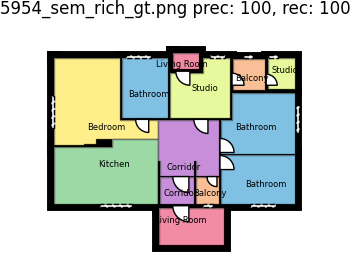 5954_sem_rich_gt.png prec: 100, rec: 100
Living Room
Studio
Balcony
Bathroom
Studio
Bedroom
Bathroom
Kitchen
Corridor
Bathroom
Corridor
Balcony
Living Room